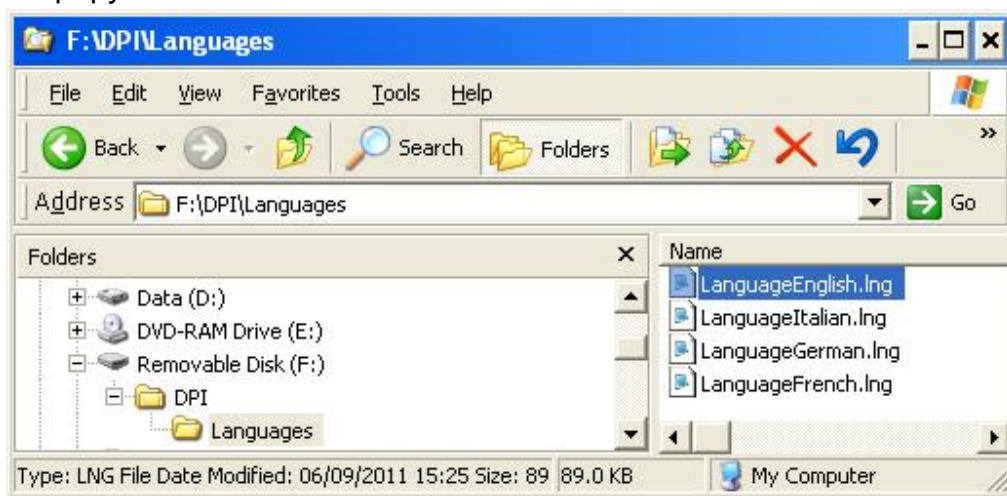 F:\DPI\Languages
File Edit View Favorites Tools Help
Back Search Folders »
Address F:\DPI\Languages Go
Folders x
Data (D:)
DVD-RAM Drive (E:)
Removable Disk (F:)
DPI
Languages
Name
LanguageEnglish.lng
LanguageItalian.lng
LanguageGerman.lng
LanguageFrench.lng
Type: LNG File Date Modified: 06/09/2011 15:25 Size: 89 89.0 KB My Computer